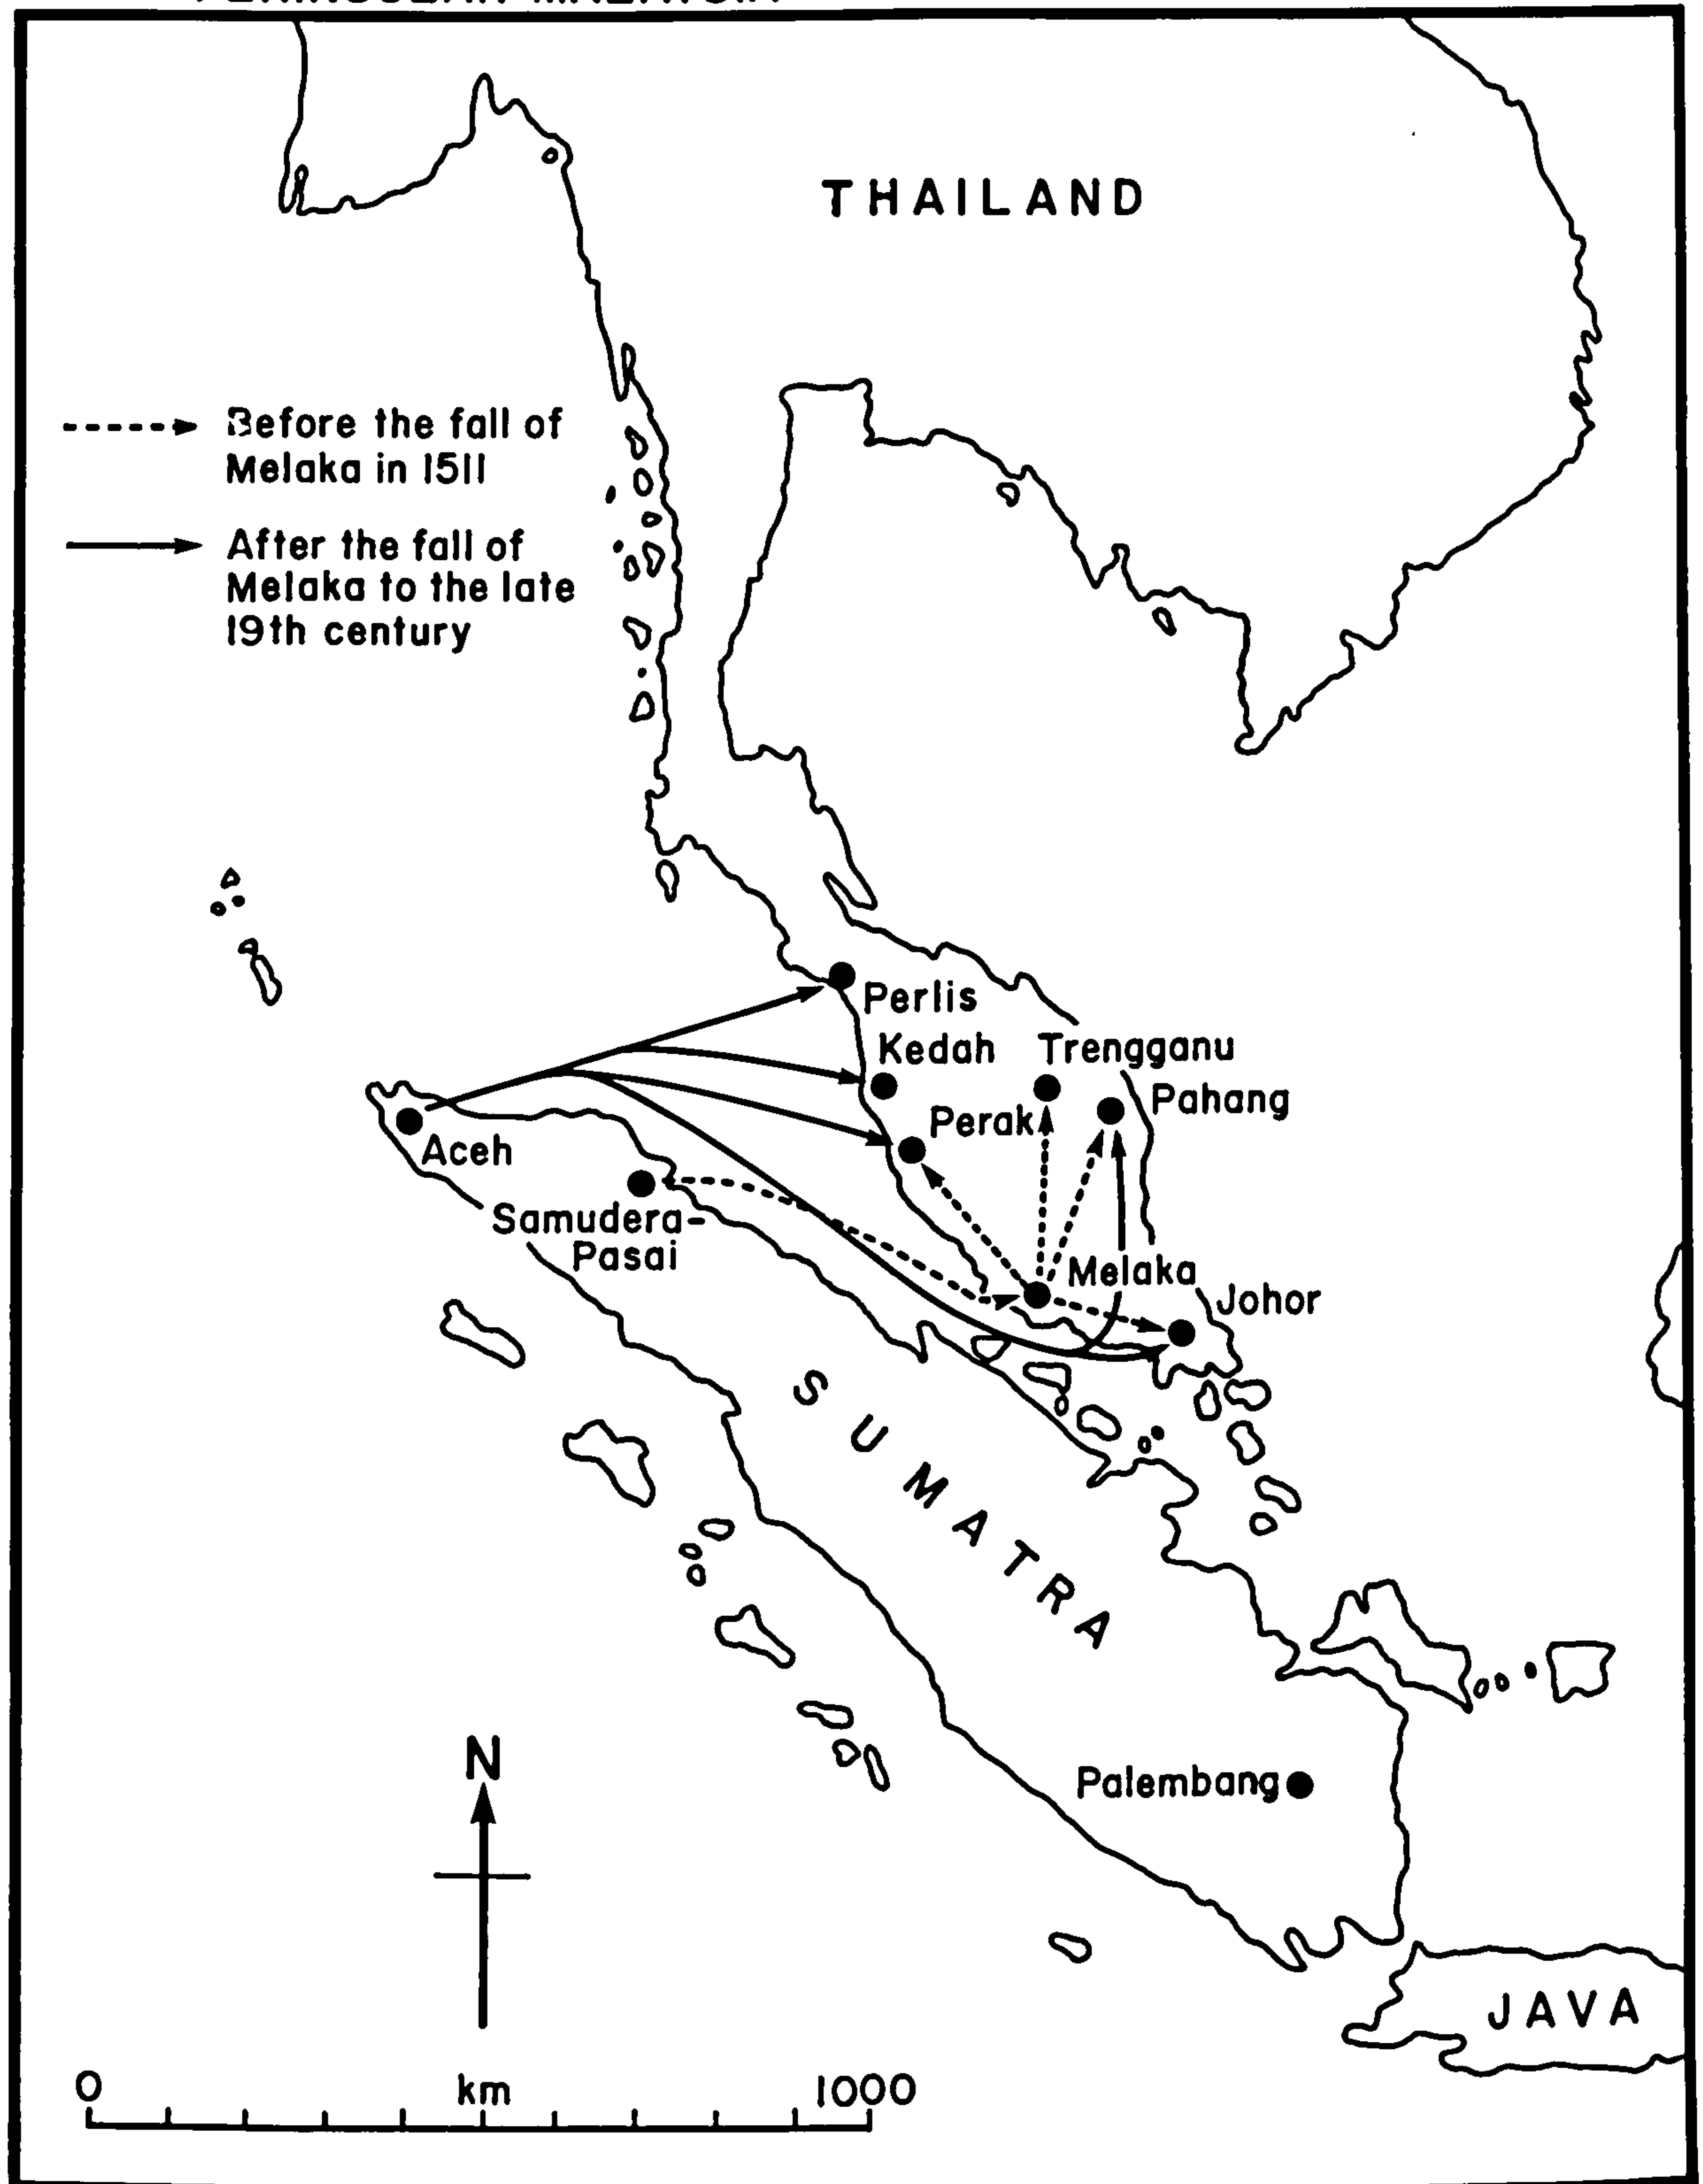 THAILAND
Before the fall of
Melaka in 1511
After the fall of
Melaka to the late
19th century
Perlis
Kedah
Trengganu
Pahang
Perak
Aceh
Samudera-
Pasai
Melaka
Johor
SUMATRA
N
Palembang
JAVA
0 km 1000